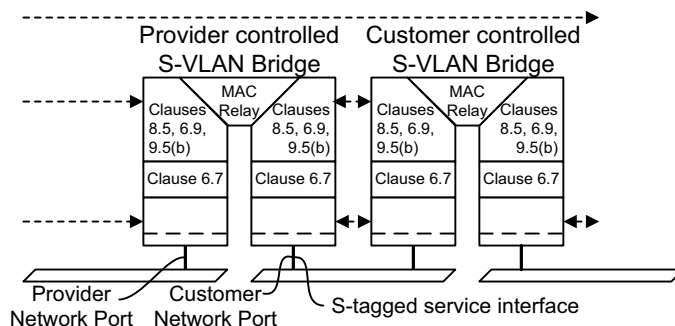 Provider controlled
S-VLAN Bridge
Customer controlled
S-VLAN Bridge
MAC
Relay
Clauses
8.5, 6.9,
9.5(b)
Clauses
8.5, 6.9,
9.5(b)
MAC
Relay
Clauses
8.5, 6.9,
9.5(b)
Clauses
8.5, 6.9,
9.5(b)
Clause 6.7
Clause 6.7
Clause 6.7
Clause 6.7
Provider
Network Port
Customer
Network Port
S-tagged service interface